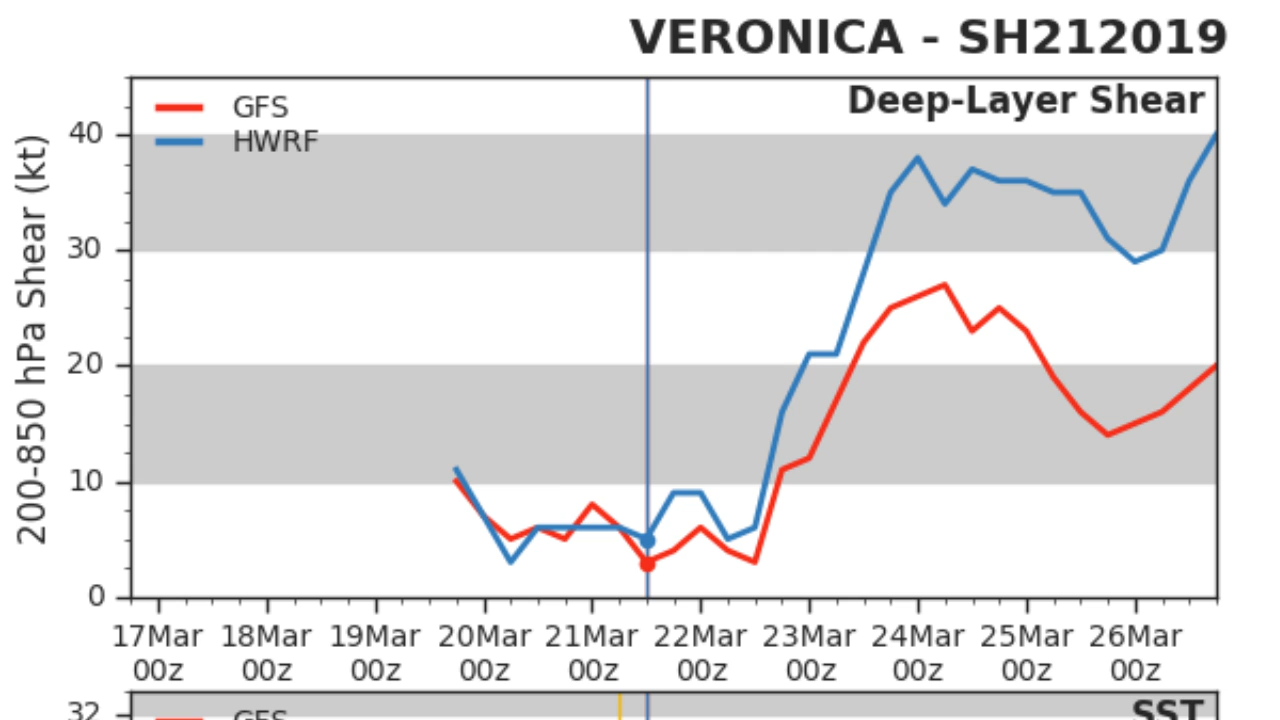 VERONICA - SH212019
Deep-Layer Shear
GFS
HWRF
200-850 hPa Shear (kt)
40
30
20
10
0
17Mar 18Mar 19Mar 20Mar 21Mar 22Mar 23Mar 24Mar 25Mar 26Mar
00z 00z 00z 00z 00z 00z 00z 00z 00z 00z
32
GFS
SST